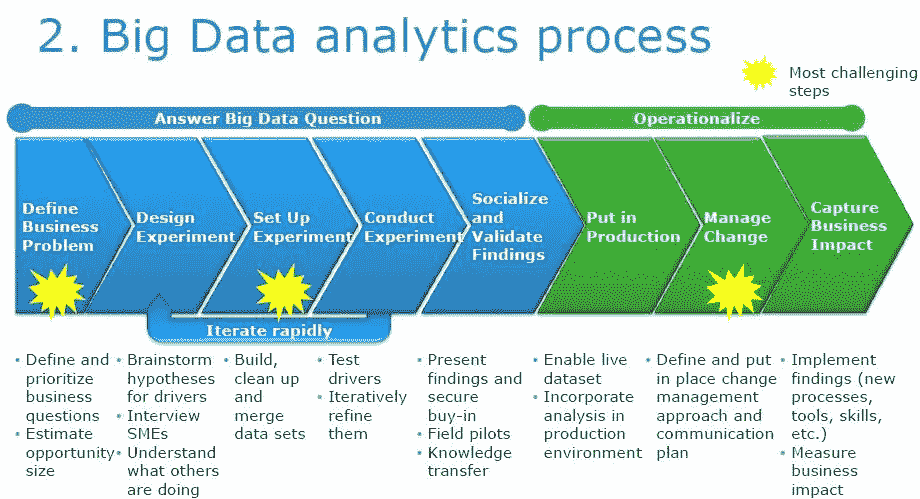 2. Big Data analytics process
Most challenging
steps
Answer Big Data Question
Operationalize
Define
Business
Problem
Design
Experiment
Set Up
Experiment
Conduct
Experiment
Socialize
and
Validate
Findings
Put in
Production
Manage
Change
Capture
Business
Impact
Iterate rapidly
• Define and
prioritize
business
questions
• Estimate
opportunity
size
• Brainstorm
hypotheses
for drivers
• Interview
SMEs
• Understand
what others
are doing
• Build,
clean up
and
merge
data sets
• Test
drivers
• Iteratively
refine
them
• Present
findings and
secure
buy-in
• Field pilots
• Knowledge
transfer
• Enable live
dataset
• Incorporate
analysis in
production
environment
• Define and put
in place change
management
approach and
communication
plan
• Implement
findings (new
processes,
tools, skills,
etc.)
• Measure
business
impact